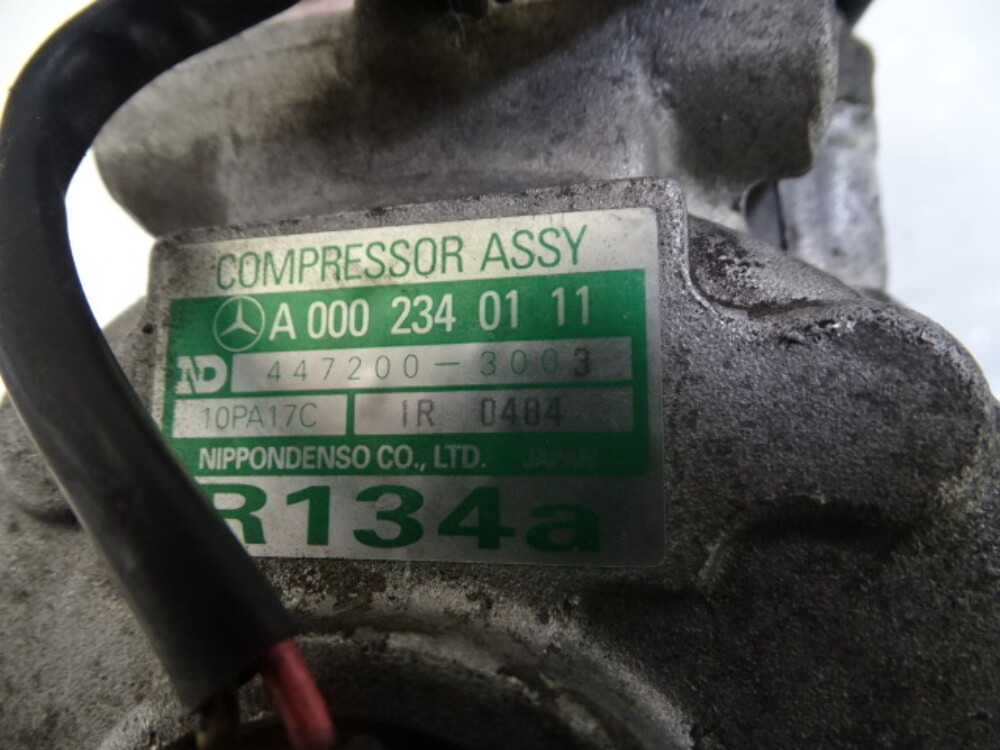 COMPRESSOR ASSY
A 000 234 01 11
ND 447200-3003
10PA17C 1R 0404
NIPPONDENSO CO., LTD. JAPAN
R134a